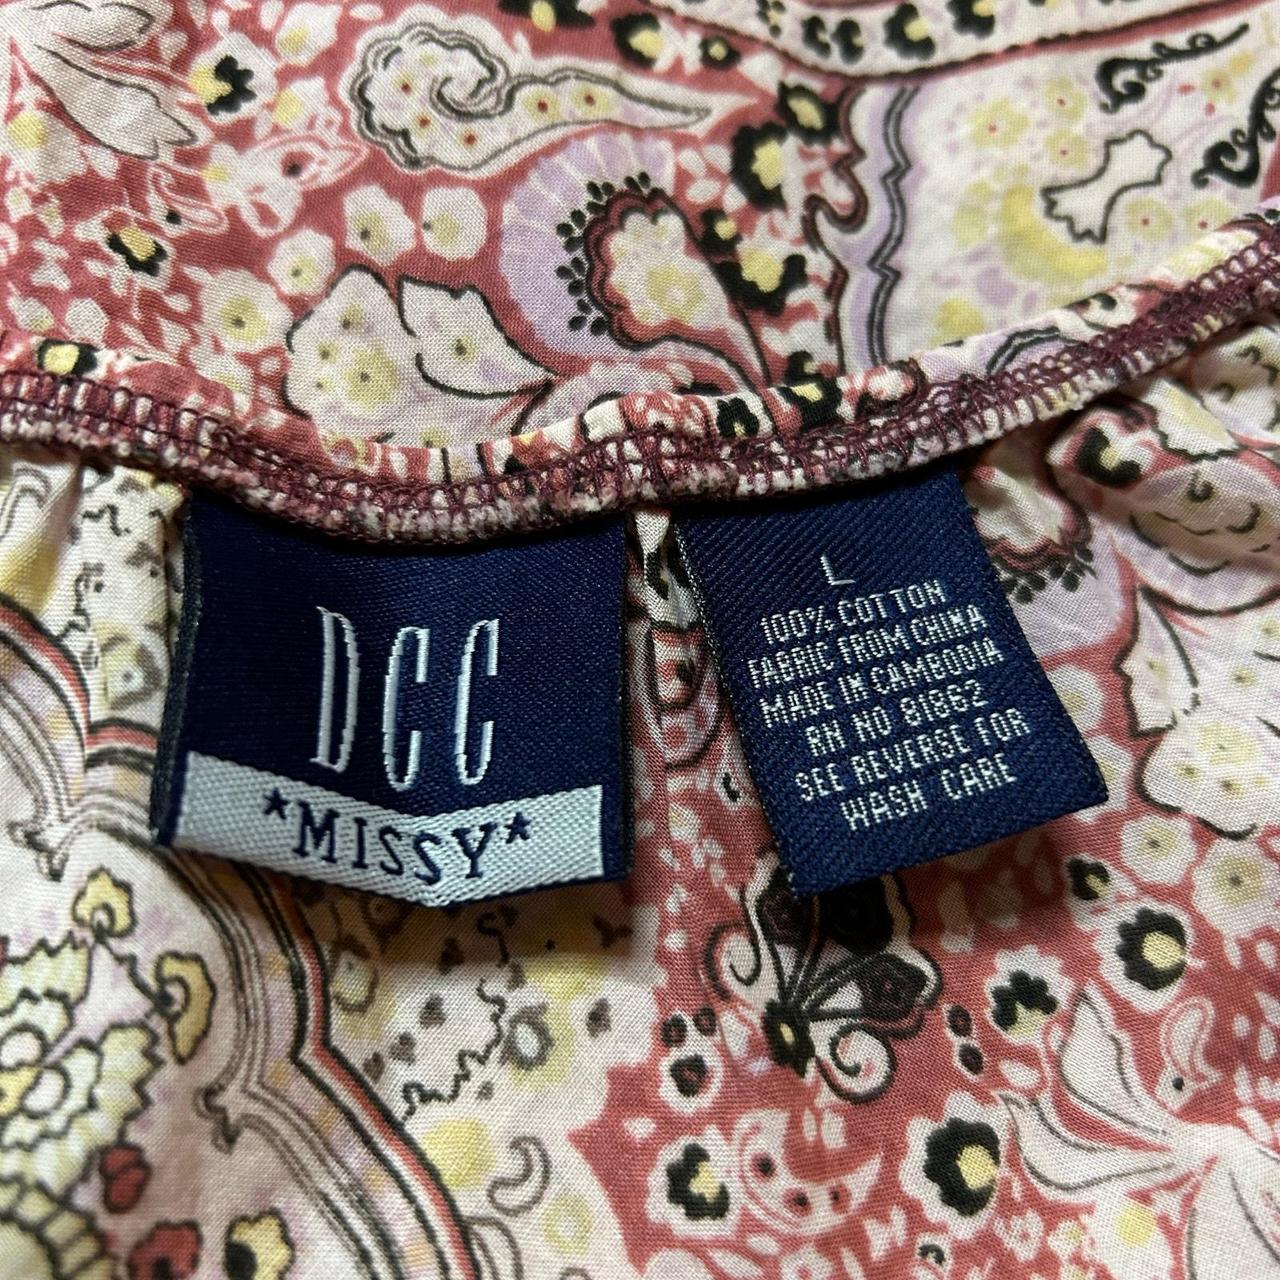 DCC
*MISSY*
L
100% COTTON
FABRIC FROM CHINA
MADE IN CAMBODIA
RN NO 81862
SEE REVERSE FOR
WASH CARE